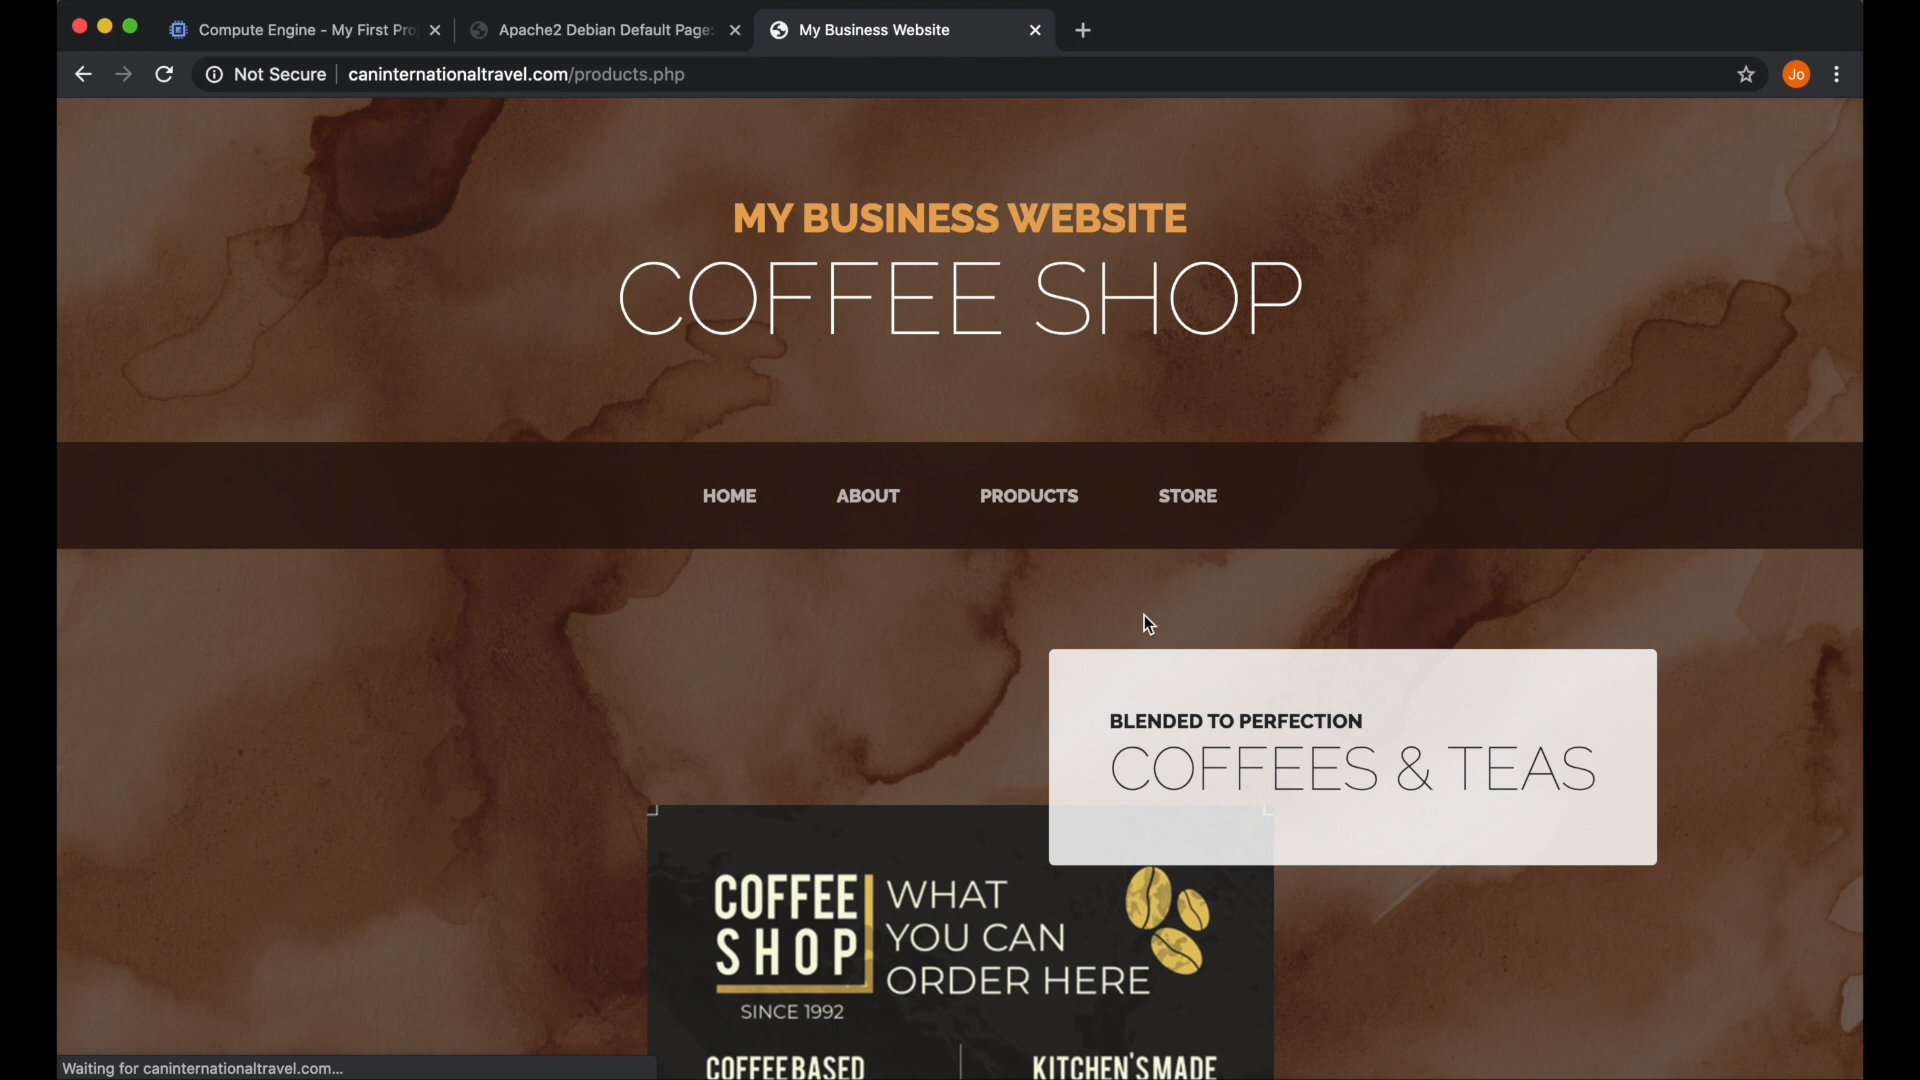 Compute Engine - My First Pro
Apache2 Debian Default Page:
My Business Website
Not Secure
caninternationaltravel.com/products.php
Jo
MY BUSINESS WEBSITE
COFFEE SHOP
HOME
ABOUT
PRODUCTS
STORE
BLENDED TO PERFECTION
COFFEES & TEAS
COFFEE
SHOP
SINCE 1992
WHAT
YOU CAN
ORDER HERE
COFFEE BASED
KITCHEN'S MADE
Waiting for caninternationaltravel.com...